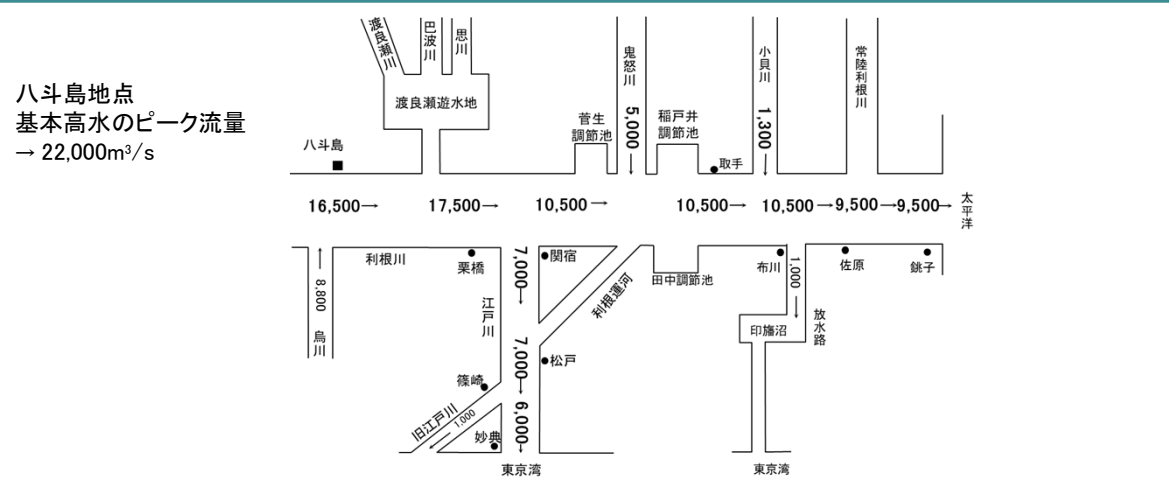 八斗島地点
基本高水のピーク流量
→ 22,000m³/s
渡良瀬川
巴波川
思川
渡良瀬遊水地
八斗島
菅生
調節池
鬼怒川
5,000→
稲戸井
調節池
取手
小貝川
1,300→
常陸利根川
16,500→
17,500→
10,500→
10,500→
10,500→
9,500→
9,500→
太平洋
利根川
栗橋
関宿
7,000→
利根運河
田中調節池
布川
1,000→
佐原
銚子
8,800→
烏川
江戸川
印旛沼
放水路
7,000→
松戸
篠崎
6,000→
旧江戸川
1,000→
妙典
東京湾
東京湾